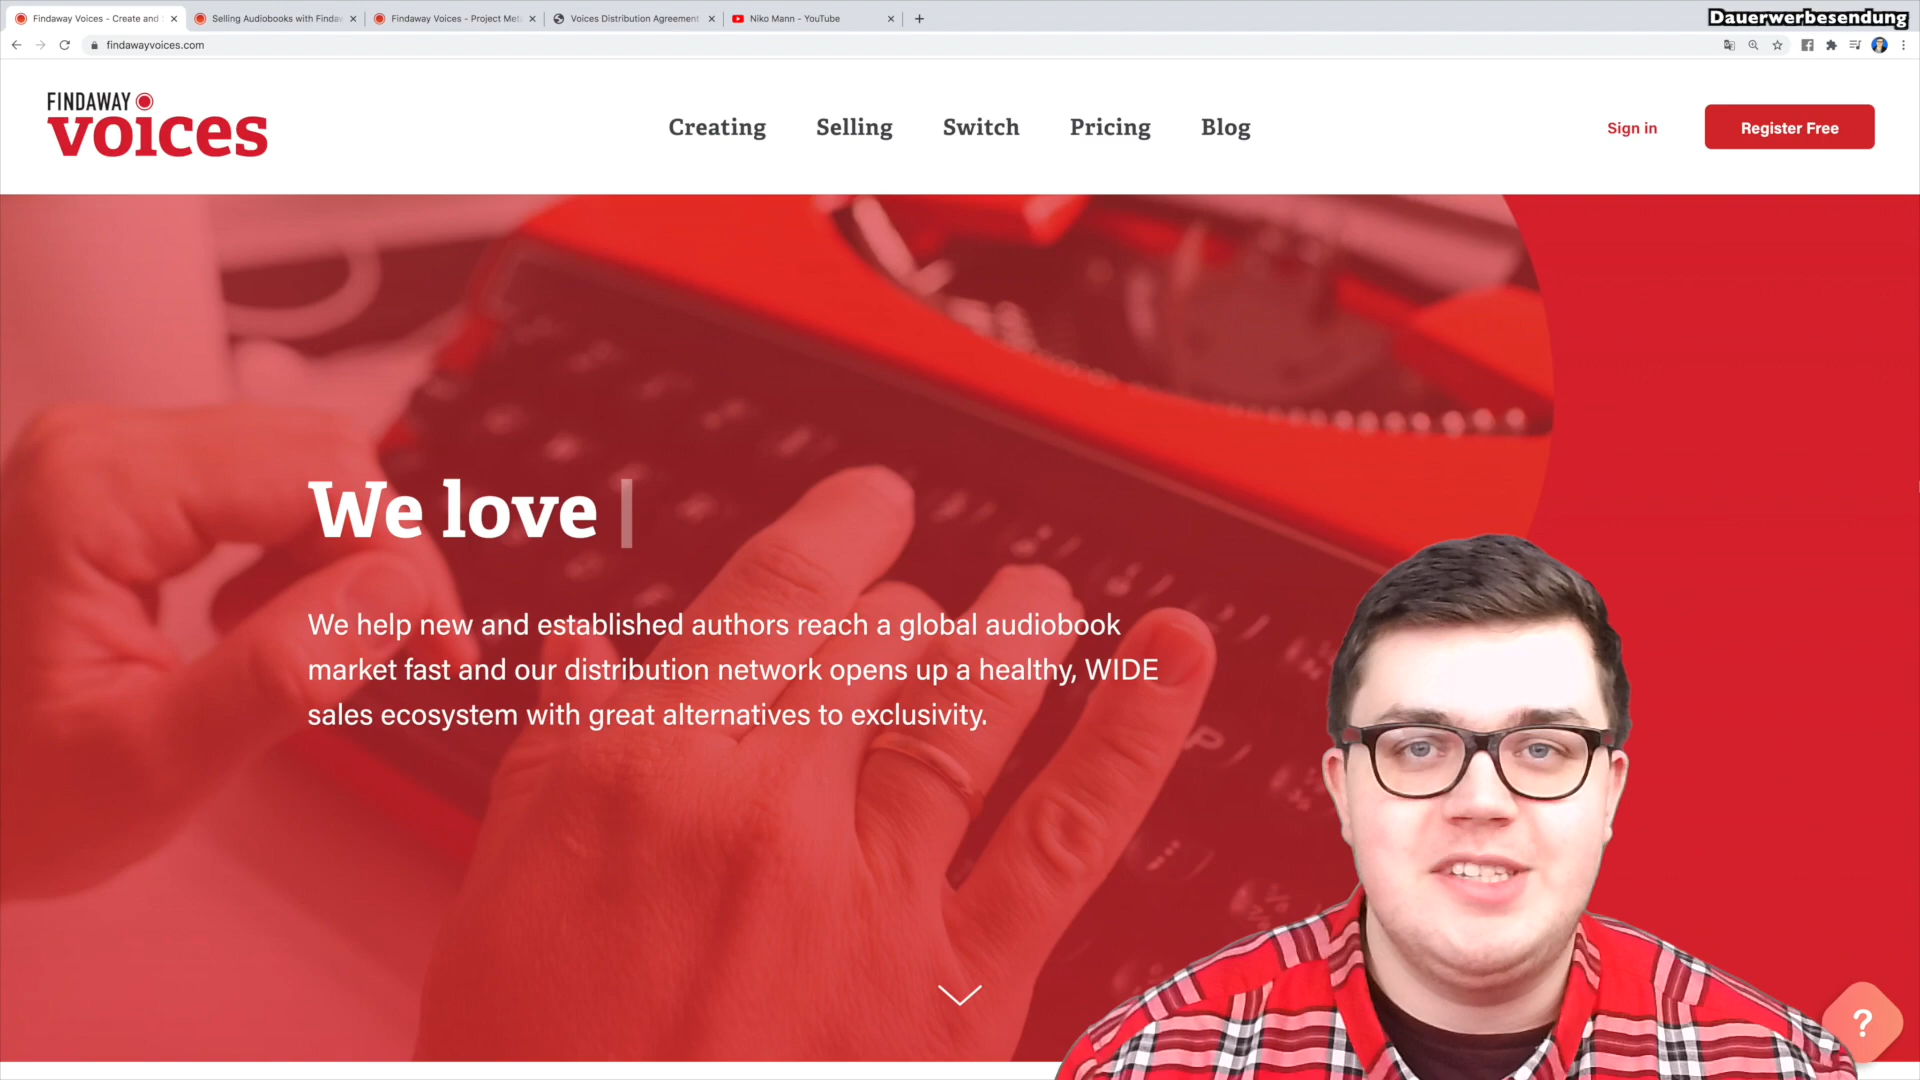 Findaway Voices - Create and
Selling Audiobooks with Findaw
Findaway Voices - Project Met
Voices Distribution Agreement
Niko Mann - YouTube
Dauerwerbesendung
findawayvoices.com
FINDAWAY
voices
Creating
Selling
Switch
Pricing
Blog
Sign in
Register Free
We love
We help new and established authors reach a global audiobook
market fast and our distribution network opens up a healthy, WIDE
sales ecosystem with great alternatives to exclusivity.
?